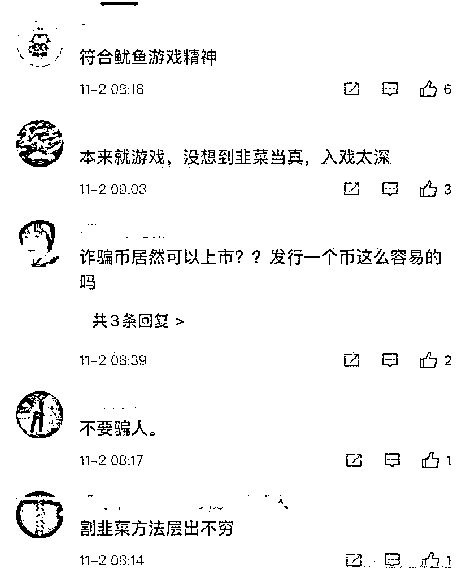 符合鱿鱼游戏精神
11-2 08:18
6
本来就游戏，没想到韭菜当真，入戏太深
11-2 09:03
3
诈骗币居然可以上市？？发行一个币这么容易的
吗
共3条回复 >
11-2 08:39
2
不要骗人。
11-2 08:17
1
割韭菜方法层出不穷
11-2 08:14
1